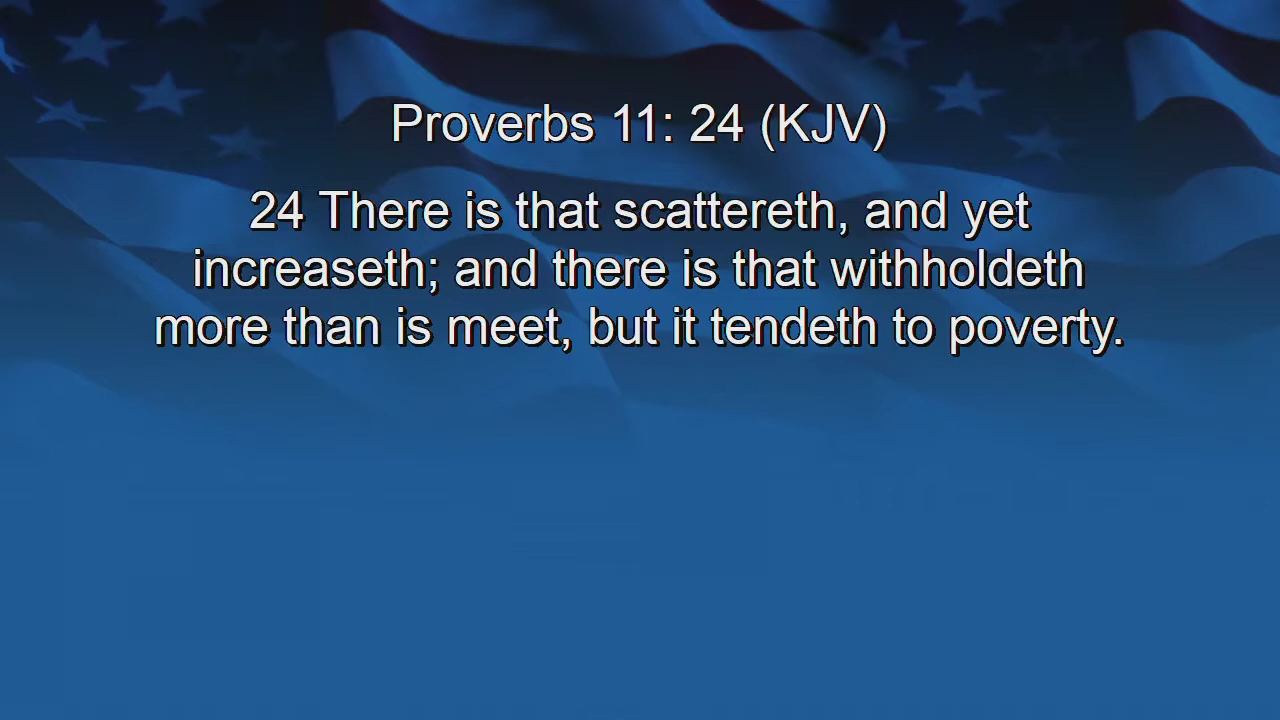 Proverbs 11: 24 (KJV)
24 There is that scattereth, and yet
increaseth; and there is that withholdeth
more than is meet, but it tendeth to poverty.